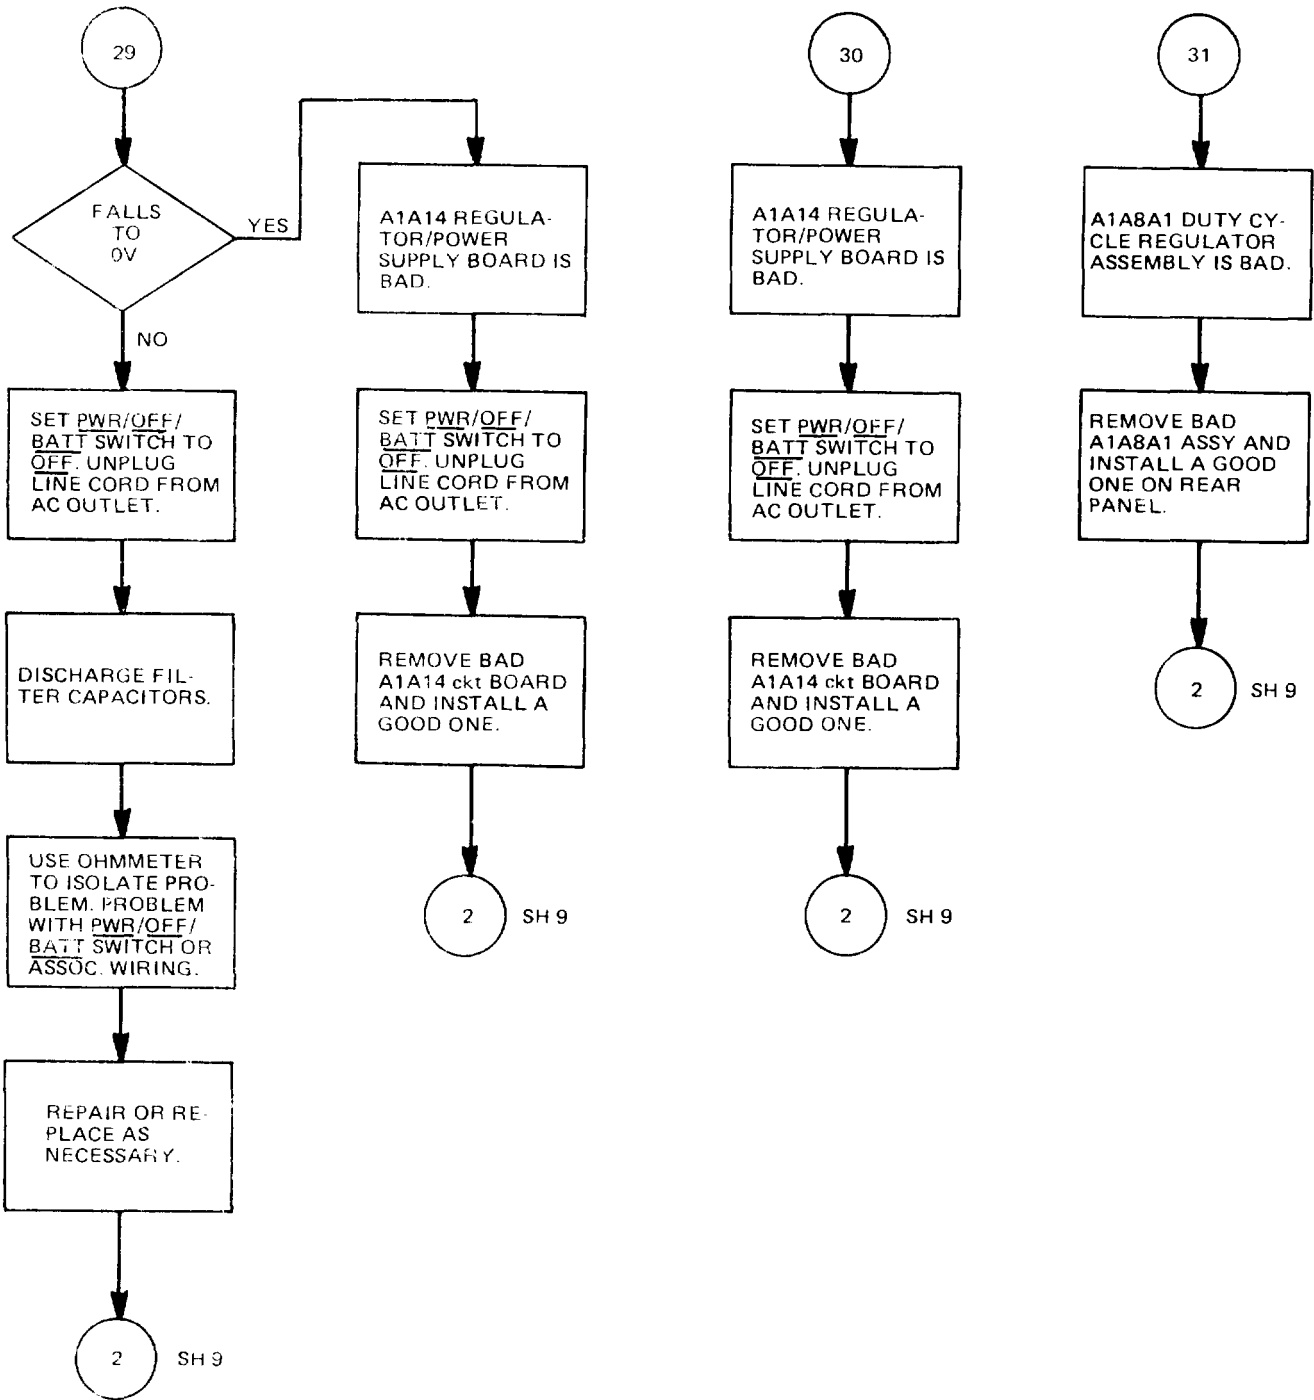 29
FALLS
TO
0V
YES
NO
SET PWR/OFF/
BATT SWITCH TO
OFF. UNPLUG
LINE CORD FROM
AC OUTLET.
DISCHARGE FIL-
TER CAPACITORS.
USE OHMMETER
TO ISOLATE PRO-
BLEM. PROBLEM
WITH PWR/OFF/
BATT SWITCH OR
ASSOC. WIRING.
REPAIR OR RE-
PLACE AS
NECESSARY.
2 SH 9
A1A14 REGULA-
TOR/POWER
SUPPLY BOARD IS
BAD.
SET PWR/OFF/
BATT SWITCH TO
OFF. UNPLUG
LINE CORD FROM
AC OUTLET.
REMOVE BAD
A1A14 ckt BOARD
AND INSTALL A
GOOD ONE.
2 SH 9
30
A1A14 REGULA-
TOR/POWER
SUPPLY BOARD IS
BAD.
SET PWR/OFF/
BATT SWITCH TO
OFF. UNPLUG
LINE CORD FROM
AC OUTLET.
REMOVE BAD
A1A14 ckt BOARD
AND INSTALL A
GOOD ONE.
2 SH 9
31
A1A8A1 DUTY CY-
CLE REGULATOR
ASSEMBLY IS BAD.
REMOVE BAD
A1A8A1 ASSY AND
INSTALL A GOOD
ONE ON REAR
PANEL.
2 SH 9